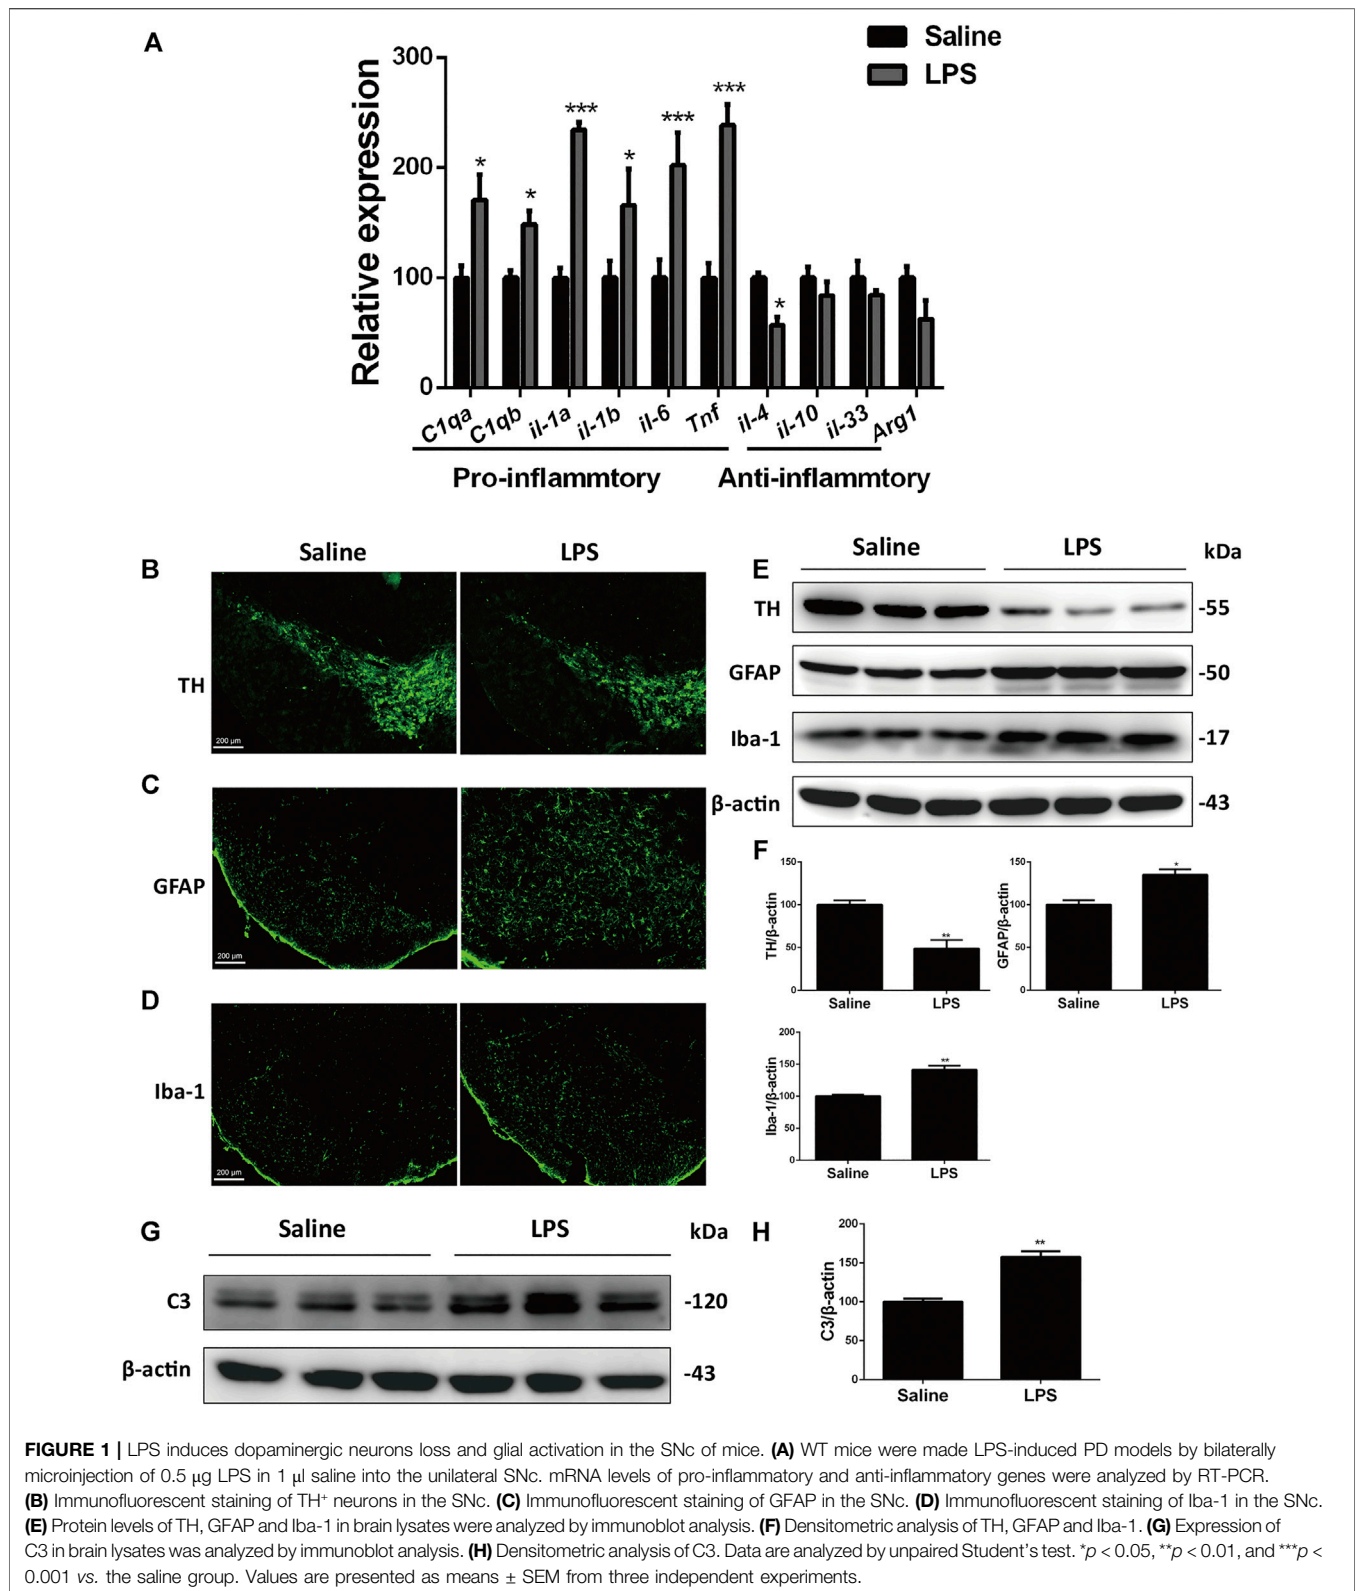 A
Saline
LPS
Relative expression
300
200
100
0
*
*
***
*
***
***
*
C1qa C1qb il-1a il-1b il-6 Tnf il-4 il-10 il-33 Arg1
Pro-inflammtory Anti-inflammtory
B
Saline LPS
TH
200 μm
C
GFAP
200 μm
D
Iba-1
200 μm
E
Saline LPS kDa
TH -55
GFAP -50
Iba-1 -17
β-actin -43
F
TH/β-actin
150
100
50
0
**
Saline LPS
GFAP/β-actin
150
100
50
0
*
Saline LPS
Iba-1/β-actin
200
150
100
50
0
**
Saline LPS
G
Saline LPS kDa
C3 -120
β-actin -43
H
C3/β-actin
200
150
100
50
0
**
Saline LPS
FIGURE 1 | LPS induces dopaminergic neurons loss and glial activation in the SNc of mice. (A) WT mice were made LPS-induced PD models by bilaterally
microinjection of 0.5 μg LPS in 1 μl saline into the unilateral SNc. mRNA levels of pro-inflammatory and anti-inflammatory genes were analyzed by RT-PCR.
(B) Immunofluorescent staining of TH⁺ neurons in the SNc. (C) Immunofluorescent staining of GFAP in the SNc. (D) Immunofluorescent staining of Iba-1 in the SNc.
(E) Protein levels of TH, GFAP and Iba-1 in brain lysates were analyzed by immunoblot analysis. (F) Densitometric analysis of TH, GFAP and Iba-1. (G) Expression of
C3 in brain lysates was analyzed by immunoblot analysis. (H) Densitometric analysis of C3. Data are analyzed by unpaired Student's test. *p < 0.05, **p < 0.01, and ***p <
0.001 vs. the saline group. Values are presented as means ± SEM from three independent experiments.